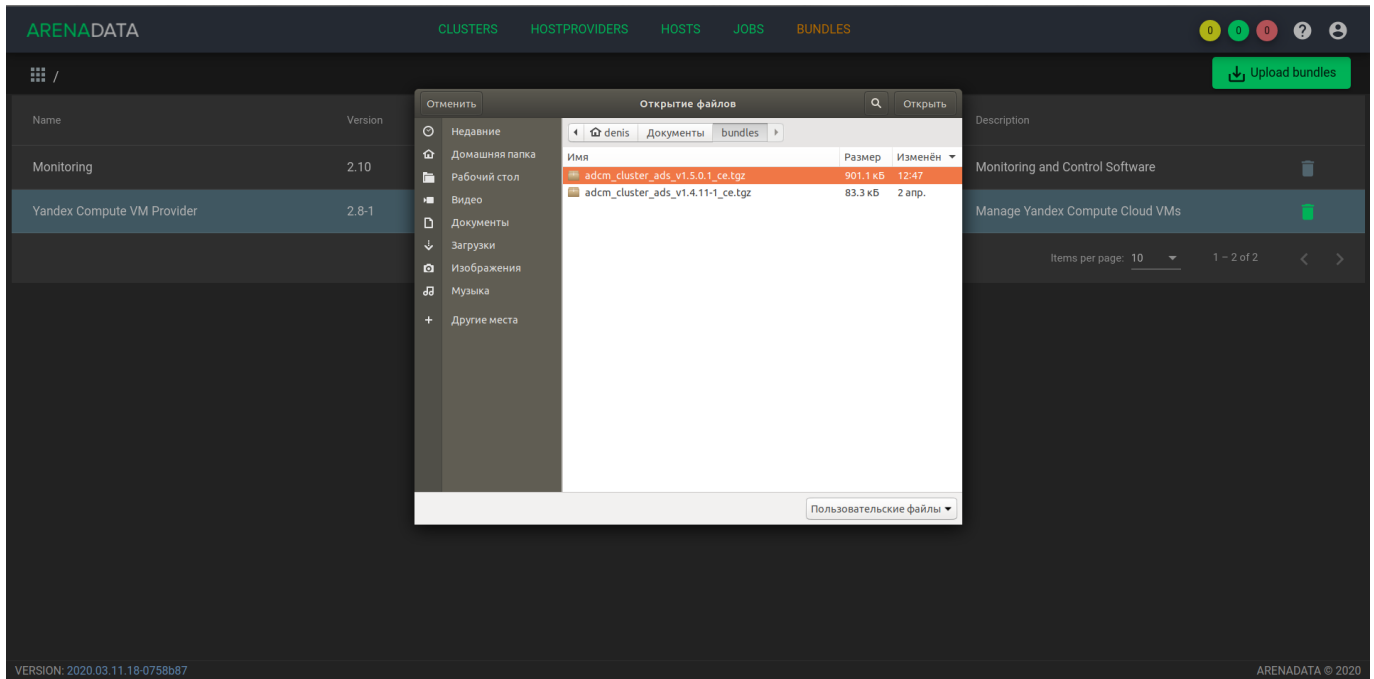 ARENADATA CLUSTERS HOSTPROVIDERS HOSTS JOBS BUNDLES 0 0 0 ?
/ Upload bundles
Отменить Открытие файлов Открыть
Name Version Description
Недавние denis Документы bundles
Домашняя папка Имя Размер Изменён
Monitoring 2.10 Monitoring and Control Software
Рабочий стол adcm_cluster_ads_v1.5.0.1_ce.tgz 901.1 кБ 12:47
Видео adcm_cluster_ads_v1.4.11-1_ce.tgz 83.3 кБ 2 апр.
Yandex Compute VM Provider 2.8-1 Manage Yandex Compute Cloud VMs
Документы
Загрузки
Items per page: 10 1 – 2 of 2
Изображения
Музыка
Другие места
Пользовательские файлы
VERSION: 2020.03.11.18-0758b87 ARENADATA © 2020